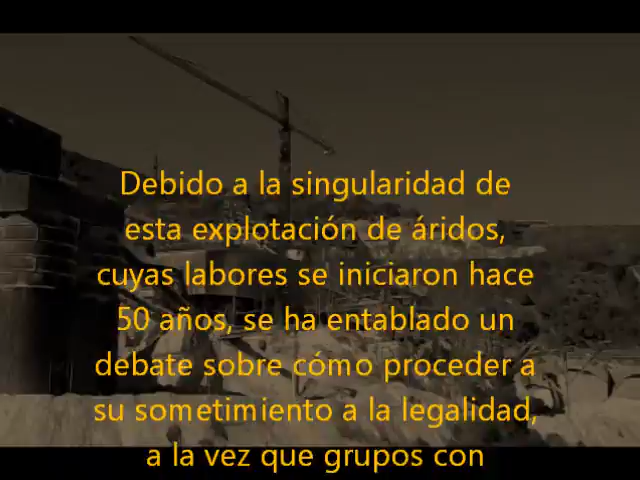 Debido a la singularidad de
esta explotación de áridos,
cuyas labores se iniciaron hace
50 años, se ha entablado un
debate sobre cómo proceder a
su sometimiento a la legalidad,
a la vez que grupos con